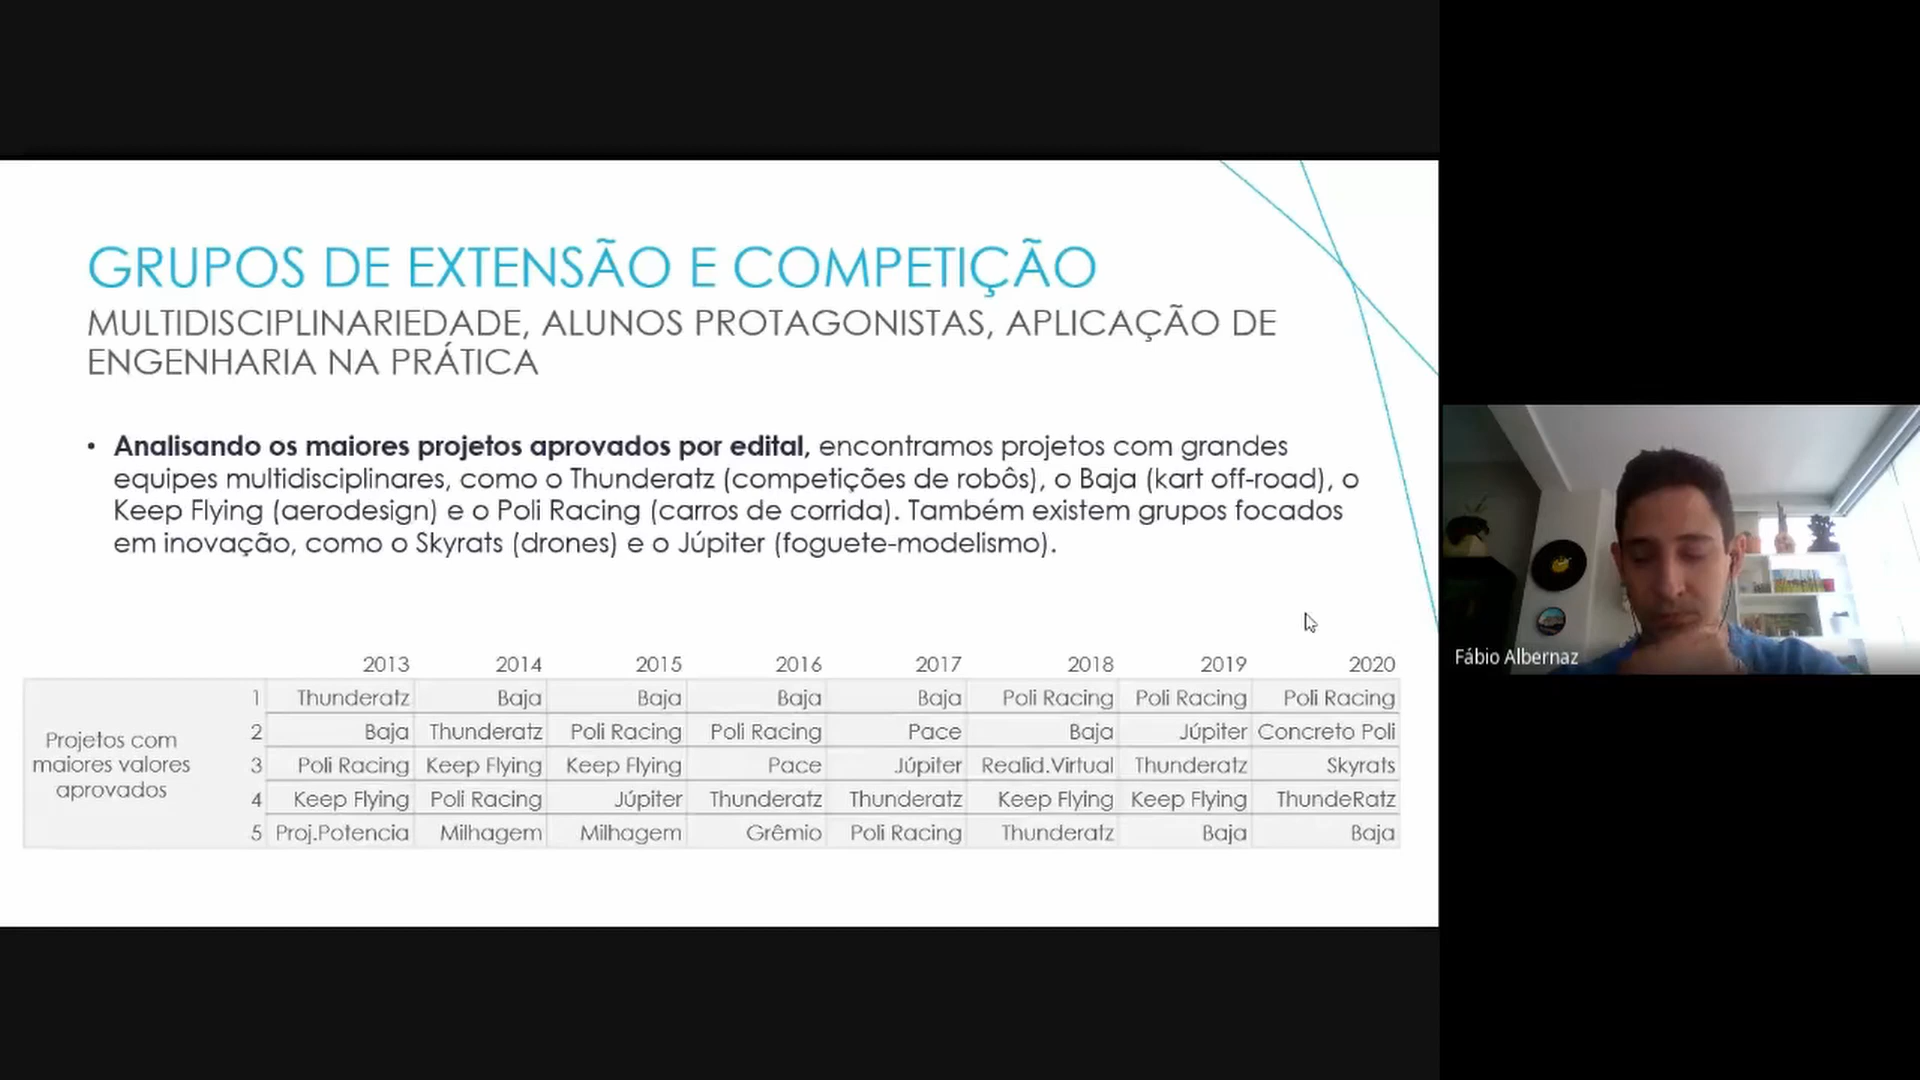 GRUPOS DE EXTENSÃO E COMPETIÇÃO
MULTIDISCIPLINARIEDADE, ALUNOS PROTAGONISTAS, APLICAÇÃO DE
ENGENHARIA NA PRÁTICA
• Analisando os maiores projetos aprovados por edital, encontramos projetos com grandes
equipes multidisciplinares, como o Thunderatz (competições de robôs), o Baja (kart off-road), o
Keep Flying (aerodesign) e o Poli Racing (carros de corrida). Também existem grupos focados
em inovação, como o Skyrats (drones) e o Júpiter (foguete-modelismo).
2013 2014 2015 2016 2017 2018 2019 2020
Projetos com
maiores valores
aprovados
1 Thunderatz Baja Baja Baja Baja Poli Racing Poli Racing Poli Racing
2 Baja Thunderatz Poli Racing Poli Racing Pace Baja Júpiter Concreto Poli
3 Poli Racing Keep Flying Keep Flying Pace Júpiter Realid.Virtual Thunderatz Skyrats
4 Keep Flying Poli Racing Júpiter Thunderatz Thunderatz Keep Flying Keep Flying ThundeRatz
5 Proj.Potencia Milhagem Milhagem Grêmio Poli Racing Thunderatz Baja Baja
Fábio Albernaz